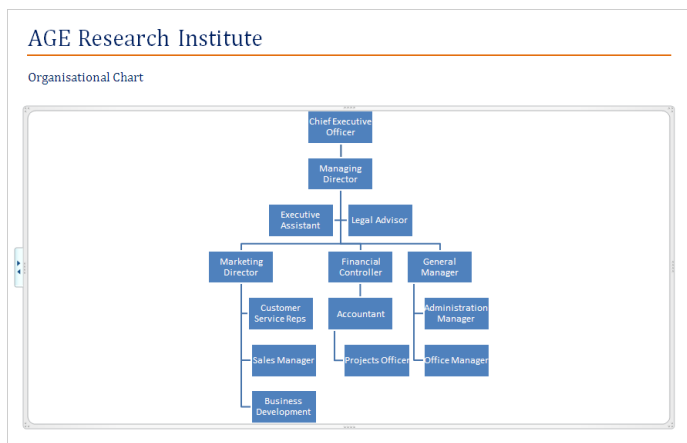 AGE Research Institute
Organisational Chart
Chief Executive
Officer
Managing
Director
Executive
Assistant
Legal Advisor
Marketing
Director
Financial
Controller
General
Manager
Customer
Service Reps
Accountant
Administration
Manager
Sales Manager
Projects Officer
Office Manager
Business
Development